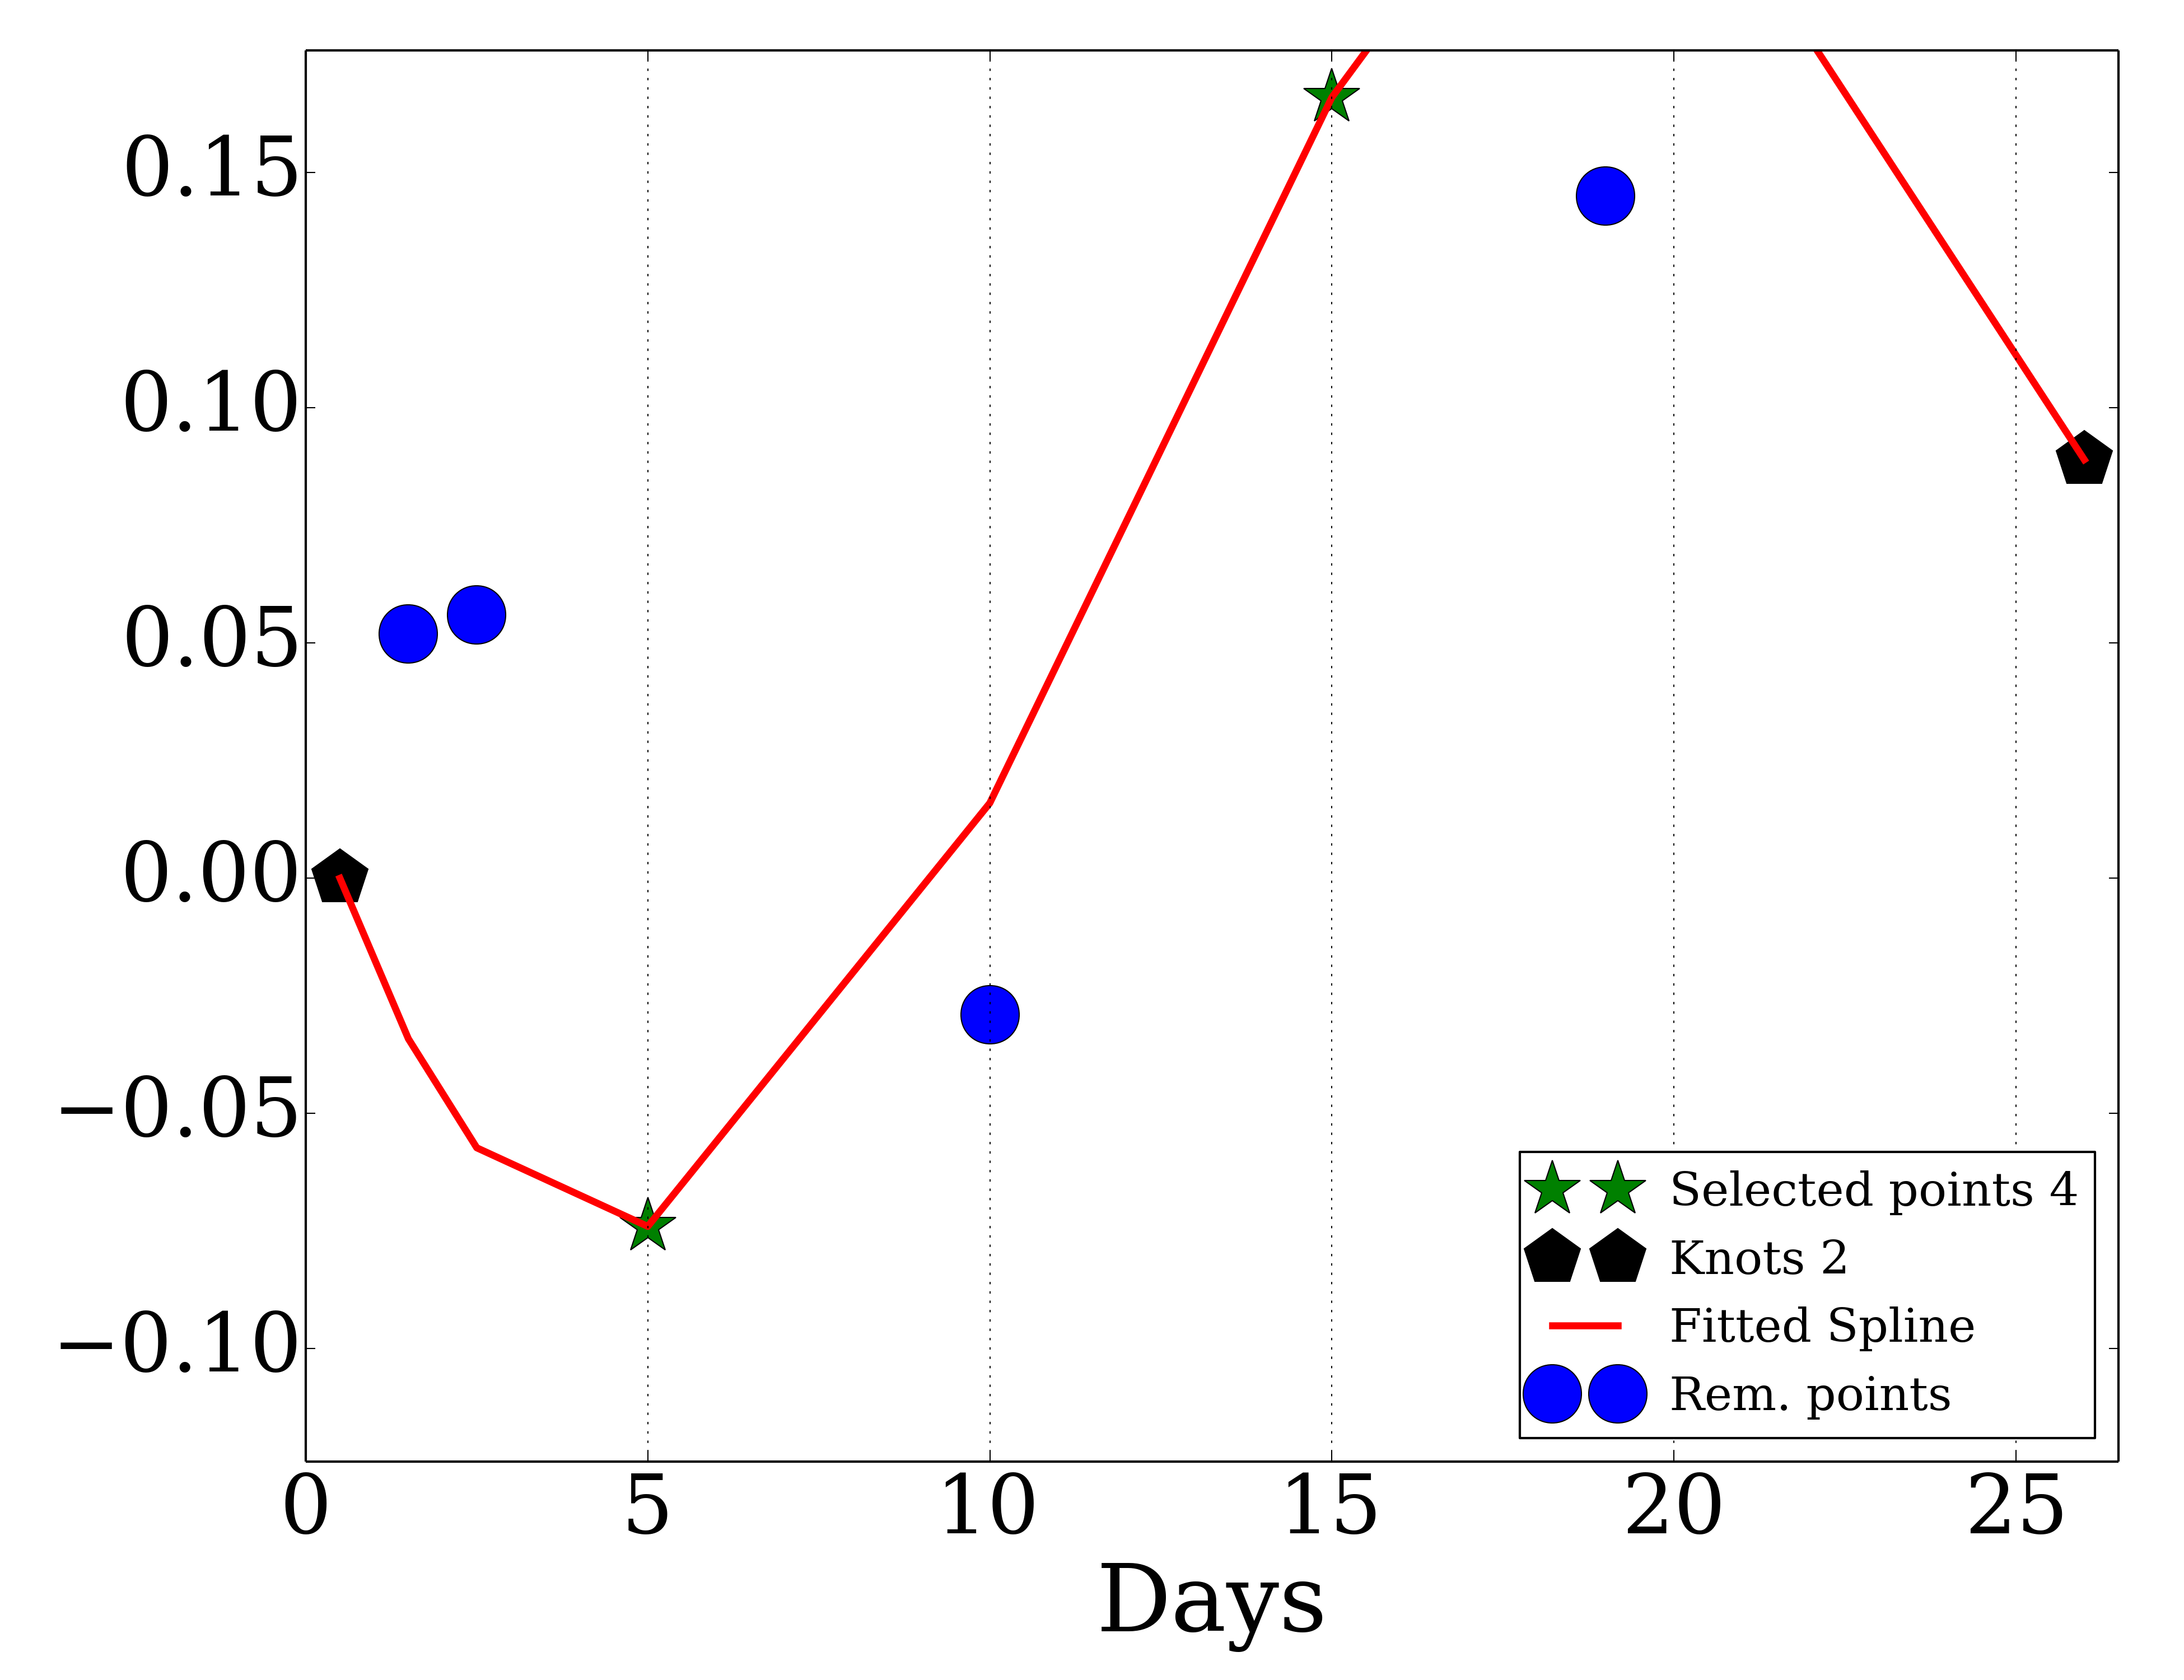 0.15
0.10
0.05
0.00
−0.05
−0.10
Selected points 4
Knots 2
Fitted Spline
Rem. points
0 5 10 15 20 25
Days